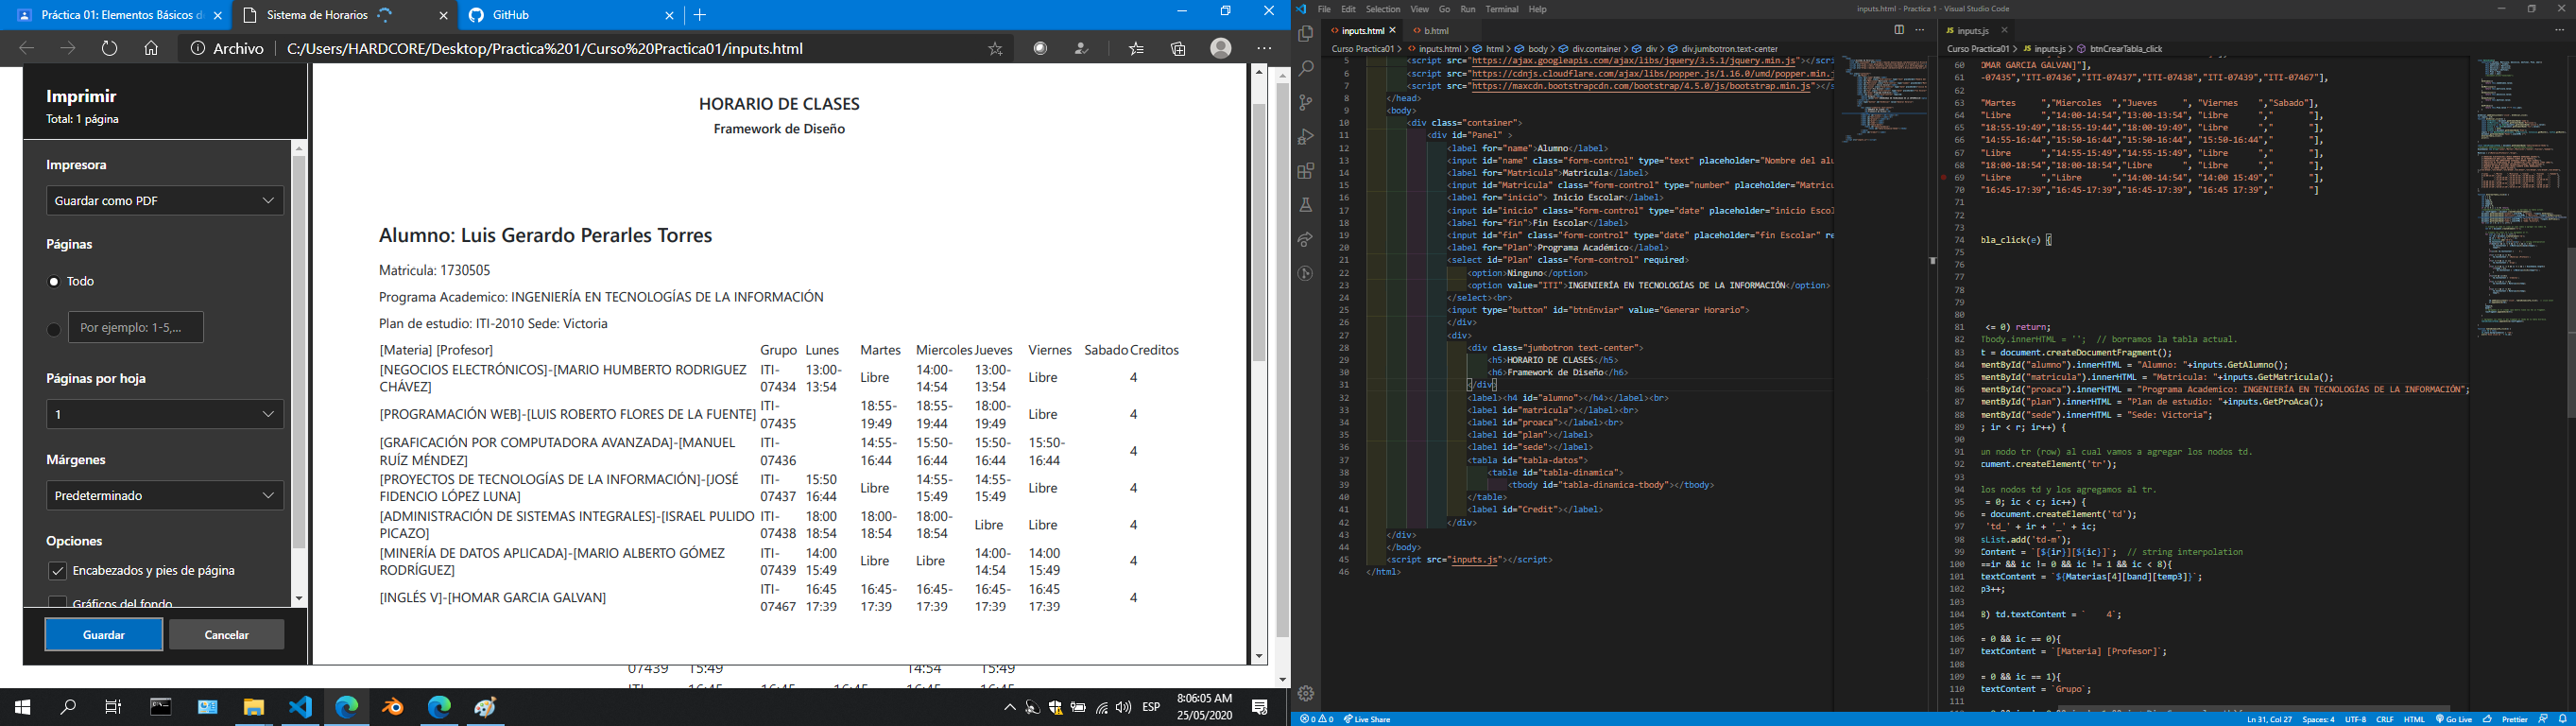 Práctica 01: Elementos Básicos d
Sistema de Horarios
GitHub
Archivo
C:/Users/HARDCORE/Desktop/Practica%201/Curso%20Practica01/inputs.html
Imprimir
Total: 1 página
Impresora
Guardar como PDF
Páginas
Todo
Por ejemplo: 1-5,...
Páginas por hoja
1
Márgenes
Predeterminado
Opciones
Encabezados y pies de página
Gráficos del fondo
Guardar
Cancelar
HORARIO DE CLASES
Framework de Diseño
Alumno: Luis Gerardo Perarles Torres
Matricula: 1730505
Programa Academico: INGENIERÍA EN TECNOLOGÍAS DE LA INFORMACIÓN
Plan de estudio: ITI-2010 Sede: Victoria
[Materia] [Profesor] Grupo Lunes Martes Miercoles Jueves Viernes Sabado Creditos
[NEGOCIOS ELECTRÓNICOS]-[MARIO HUMBERTO RODRIGUEZ CHÁVEZ] ITI-07434 13:00-13:54 Libre 14:00-14:54 13:00-13:54 Libre 4
[PROGRAMACIÓN WEB]-[LUIS ROBERTO FLORES DE LA FUENTE] ITI-07435 18:55-19:49 18:55-19:44 18:00-19:49 Libre 4
[GRAFICACIÓN POR COMPUTADORA AVANZADA]-[MANUEL RUÍZ MÉNDEZ] ITI-07436 14:55-16:44 15:50-16:44 15:50-16:44 15:50-16:44 4
[PROYECTOS DE TECNOLOGÍAS DE LA INFORMACIÓN]-[JOSÉ FIDENCIO LÓPEZ LUNA] ITI-07437 15:50 16:44 Libre 14:55-15:49 14:55-15:49 Libre 4
[ADMINISTRACIÓN DE SISTEMAS INTEGRALES]-[ISRAEL PULIDO PICAZO] ITI-07438 18:00 18:54 18:00-18:54 18:00-18:54 Libre Libre 4
[MINERÍA DE DATOS APLICADA]-[MARIO ALBERTO GÓMEZ RODRÍGUEZ] ITI-07439 14:00 15:49 Libre Libre 14:00-14:54 14:00 15:49 4
[INGLÉS V]-[HOMAR GARCIA GALVAN] ITI-07467 16:45 17:39 16:45-17:39 16:45-17:39 16:45-17:39 16:45 17:39 4
07439 15:49 14:54 15:49
ESP
8:06:05 AM
25/05/2020
File Edit Selection View Go Run Terminal Help
inputs.html - Practica 1 - Visual Studio Code
inputs.html
b.html
Curso Practica01 > inputs.html > html > body > div.container > div > div.jumbotron.text-center
5 <script src="https://ajax.googleapis.com/ajax/libs/jquery/3.5.1/jquery.min.js"></scri
6 <script src="https://cdnjs.cloudflare.com/ajax/libs/popper.js/1.16.0/umd/popper.min.j
7 <script src="https://maxcdn.bootstrapcdn.com/bootstrap/4.5.0/js/bootstrap.min.js"></s
8 </head>
9 <body>
10 <div class="container">
11 <div id="Panel" >
12 <label for="name">Alumno</label>
13 <input id="name" class="form-control" type="text" placeholder="Nombre del alu
14 <label for="Matricula">Matricula</label>
15 <input id="Matricula" class="form-control" type="number" placeholder="Matricu
16 <label for="inicio"> Inicio Escolar</label>
17 <input id="inicio" class="form-control" type="date" placeholder="inicio Escol
18 <label for="fin">Fin Escolar</label>
19 <input id="fin" class="form-control" type="date" placeholder="fin Escolar" re
20 <label for="Plan">Programa Académico</label>
21 <select id="Plan" class="form-control" required>
22 <option>Ninguno</option>
23 <option value="ITI">INGENIERÍA EN TECNOLOGÍAS DE LA INFORMACIÓN</option>
24 </select><br>
25 <input type="button" id="btnEnviar" value="Generar Horario">
26 </div>
27 <div>
28 <div class="jumbotron text-center">
29 <h5>HORARIO DE CLASES</h5>
30 <h6>Framework de Diseño</h6>
31 </div>
32 <label><h4 id="alumno"></h4></label><br>
33 <label id="matricula"></label><br>
34 <label id="proaca"></label><br>
35 <label id="plan"></label>
36 <label id="sede"></label>
37 <tabla id="tabla-datos">
38 <table id="tabla-dinamica">
39 <tbody id="tabla-dinamica-tbody"></tbody>
40 </table>
41 <label id="Credit"></label>
42 </div>
43 </div>
44 </body>
45 <script src="inputs.js"></script>
46 </html>
inputs.js
Curso Practica01 > inputs.js > btnCrearTabla_click
60 OMAR GARCIA GALVAN]"],
61 -07435","ITI-07436","ITI-07437","ITI-07438","ITI-07439","ITI-07467"],
62
63 "Martes ","Miercoles ","Jueves ", "Viernes ","Sabado"],
64 "Libre ","14:00-14:54","13:00-13:54", "Libre "," "],
65 "18:55-19:49","18:55-19:44","18:00-19:49", "Libre "," "],
66 "14:55-16:44","15:50-16:44","15:50-16:44", "15:50-16:44"," "],
67 "Libre ","14:55-15:49","14:55-15:49", "Libre "," "],
68 "18:00-18:54","18:00-18:54","Libre ", "Libre "," "],
69 "Libre ","Libre ","14:00-14:54", "14:00 15:49"," "],
70 "16:45-17:39","16:45-17:39","16:45-17:39", "16:45 17:39"," "]
71
72
73
74 bla_click(e) {
75
76
77
78
79
80
81 <= 0) return;
82 Tbody.innerHTML = ''; // borramos la tabla actual.
83 t = document.createDocumentFragment();
84 mentById("alumno").innerHTML = "Alumno: "+inputs.GetAlumno();
85 mentById("matricula").innerHTML = "Matricula: "+inputs.GetMatricula();
86 mentById("proaca").innerHTML = "Programa Academico: INGENIERÍA EN TECNOLOGÍAS DE LA INFORMACIÓN";
87 mentById("plan").innerHTML = "Plan de estudio: "+inputs.GetProAca();
88 mentById("sede").innerHTML = "Sede: Victoria";
89 ; ir < r; ir++) {
90
91 un nodo tr (row) al cual vamos a agregar los nodos td.
92 cument.createElement('tr');
93
94 los nodos td y los agregamos al tr.
95 = 0; ic < c; ic++) {
96 = document.createElement('td');
97 'td_' + ir + '_' + ic;
98 sList.add('td-m');
99 Content = `[${ir}][${ic}]`; // string interpolation
100 ==ir && ic != 0 && ic != 1 && ic < 8){
101 textContent = `${Materias[4][band][temp3]}`;
102 p3++;
103
104 8) td.textContent = ` 4`;
105
106 = 0 && ic == 0){
107 textContent = `[Materia] [Profesor]`;
108
109 = 0 && ic == 1){
110 textContent = `Grupo`;
111
0 0 Live Share
Ln 31, Col 27 Spaces: 4 UTF-8 CRLF HTML Go Live Prettier